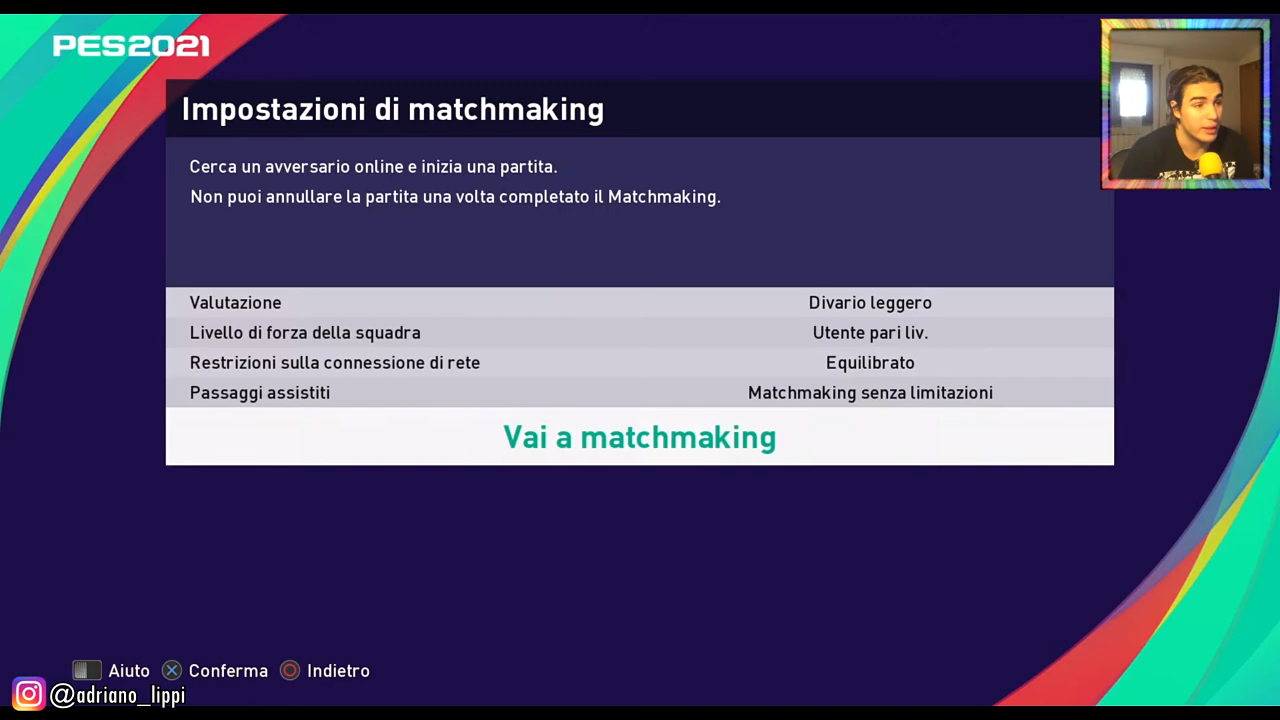 PES2021
Impostazioni di matchmaking
Cerca un avversario online e inizia una partita.
Non puoi annullare la partita una volta completato il Matchmaking.
Valutazione Divario leggero
Livello di forza della squadra Utente pari liv.
Restrizioni sulla connessione di rete Equilibrato
Passaggi assistiti Matchmaking senza limitazioni
Vai a matchmaking
Aiuto Conferma Indietro
@adriano_lippi